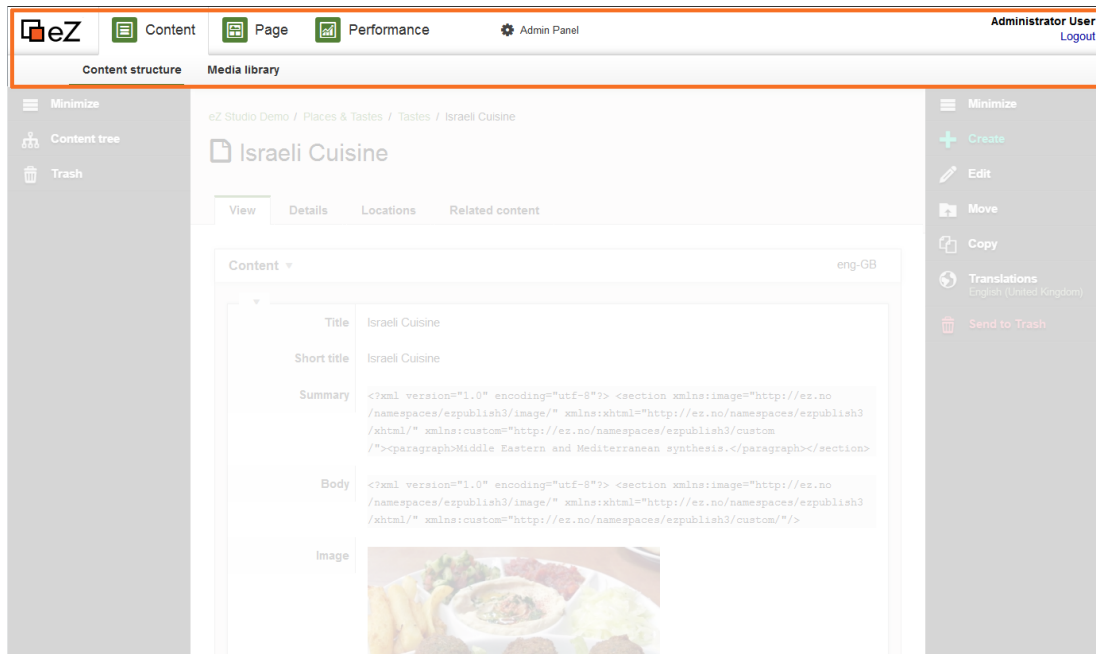 eZ
Content
Page
Performance
Admin Panel
Administrator User
Logout
Content structure
Media library
Minimize
Content tree
Trash
eZ Studio Demo / Places & Tastes / Tastes / Israeli Cuisine
Israeli Cuisine
View
Details
Locations
Related content
Content
eng-GB
Title
Israeli Cuisine
Short title
Israeli Cuisine
Summary
<?xml version="1.0" encoding="utf-8"?> <section xmlns:image="http://ez.no
/namespaces/ezpublish3/image/" xmlns:xhtml="http://ez.no/namespaces/ezpublish3
/xhtml/" xmlns:custom="http://ez.no/namespaces/ezpublish3/custom
/"><paragraph>Middle Eastern and Mediterranean synthesis.</paragraph></section>
Body
<?xml version="1.0" encoding="utf-8"?> <section xmlns:image="http://ez.no
/namespaces/ezpublish3/image/" xmlns:xhtml="http://ez.no/namespaces/ezpublish3
/xhtml/" xmlns:custom="http://ez.no/namespaces/ezpublish3/custom/"/>
Image
Minimize
Create
Edit
Move
Copy
Translations
English (United Kingdom)
Send to Trash